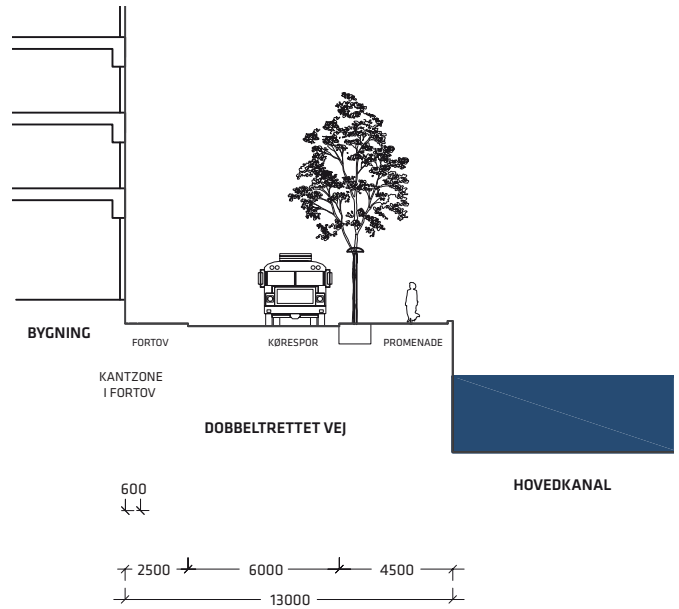 BYGNING
FORTOV
KØRESPOR
PROMENADE
KANTZONE
I FORTOV
DOBBELTRETTET VEJ
HOVEDKANAL
600
2500
6000
4500
13000